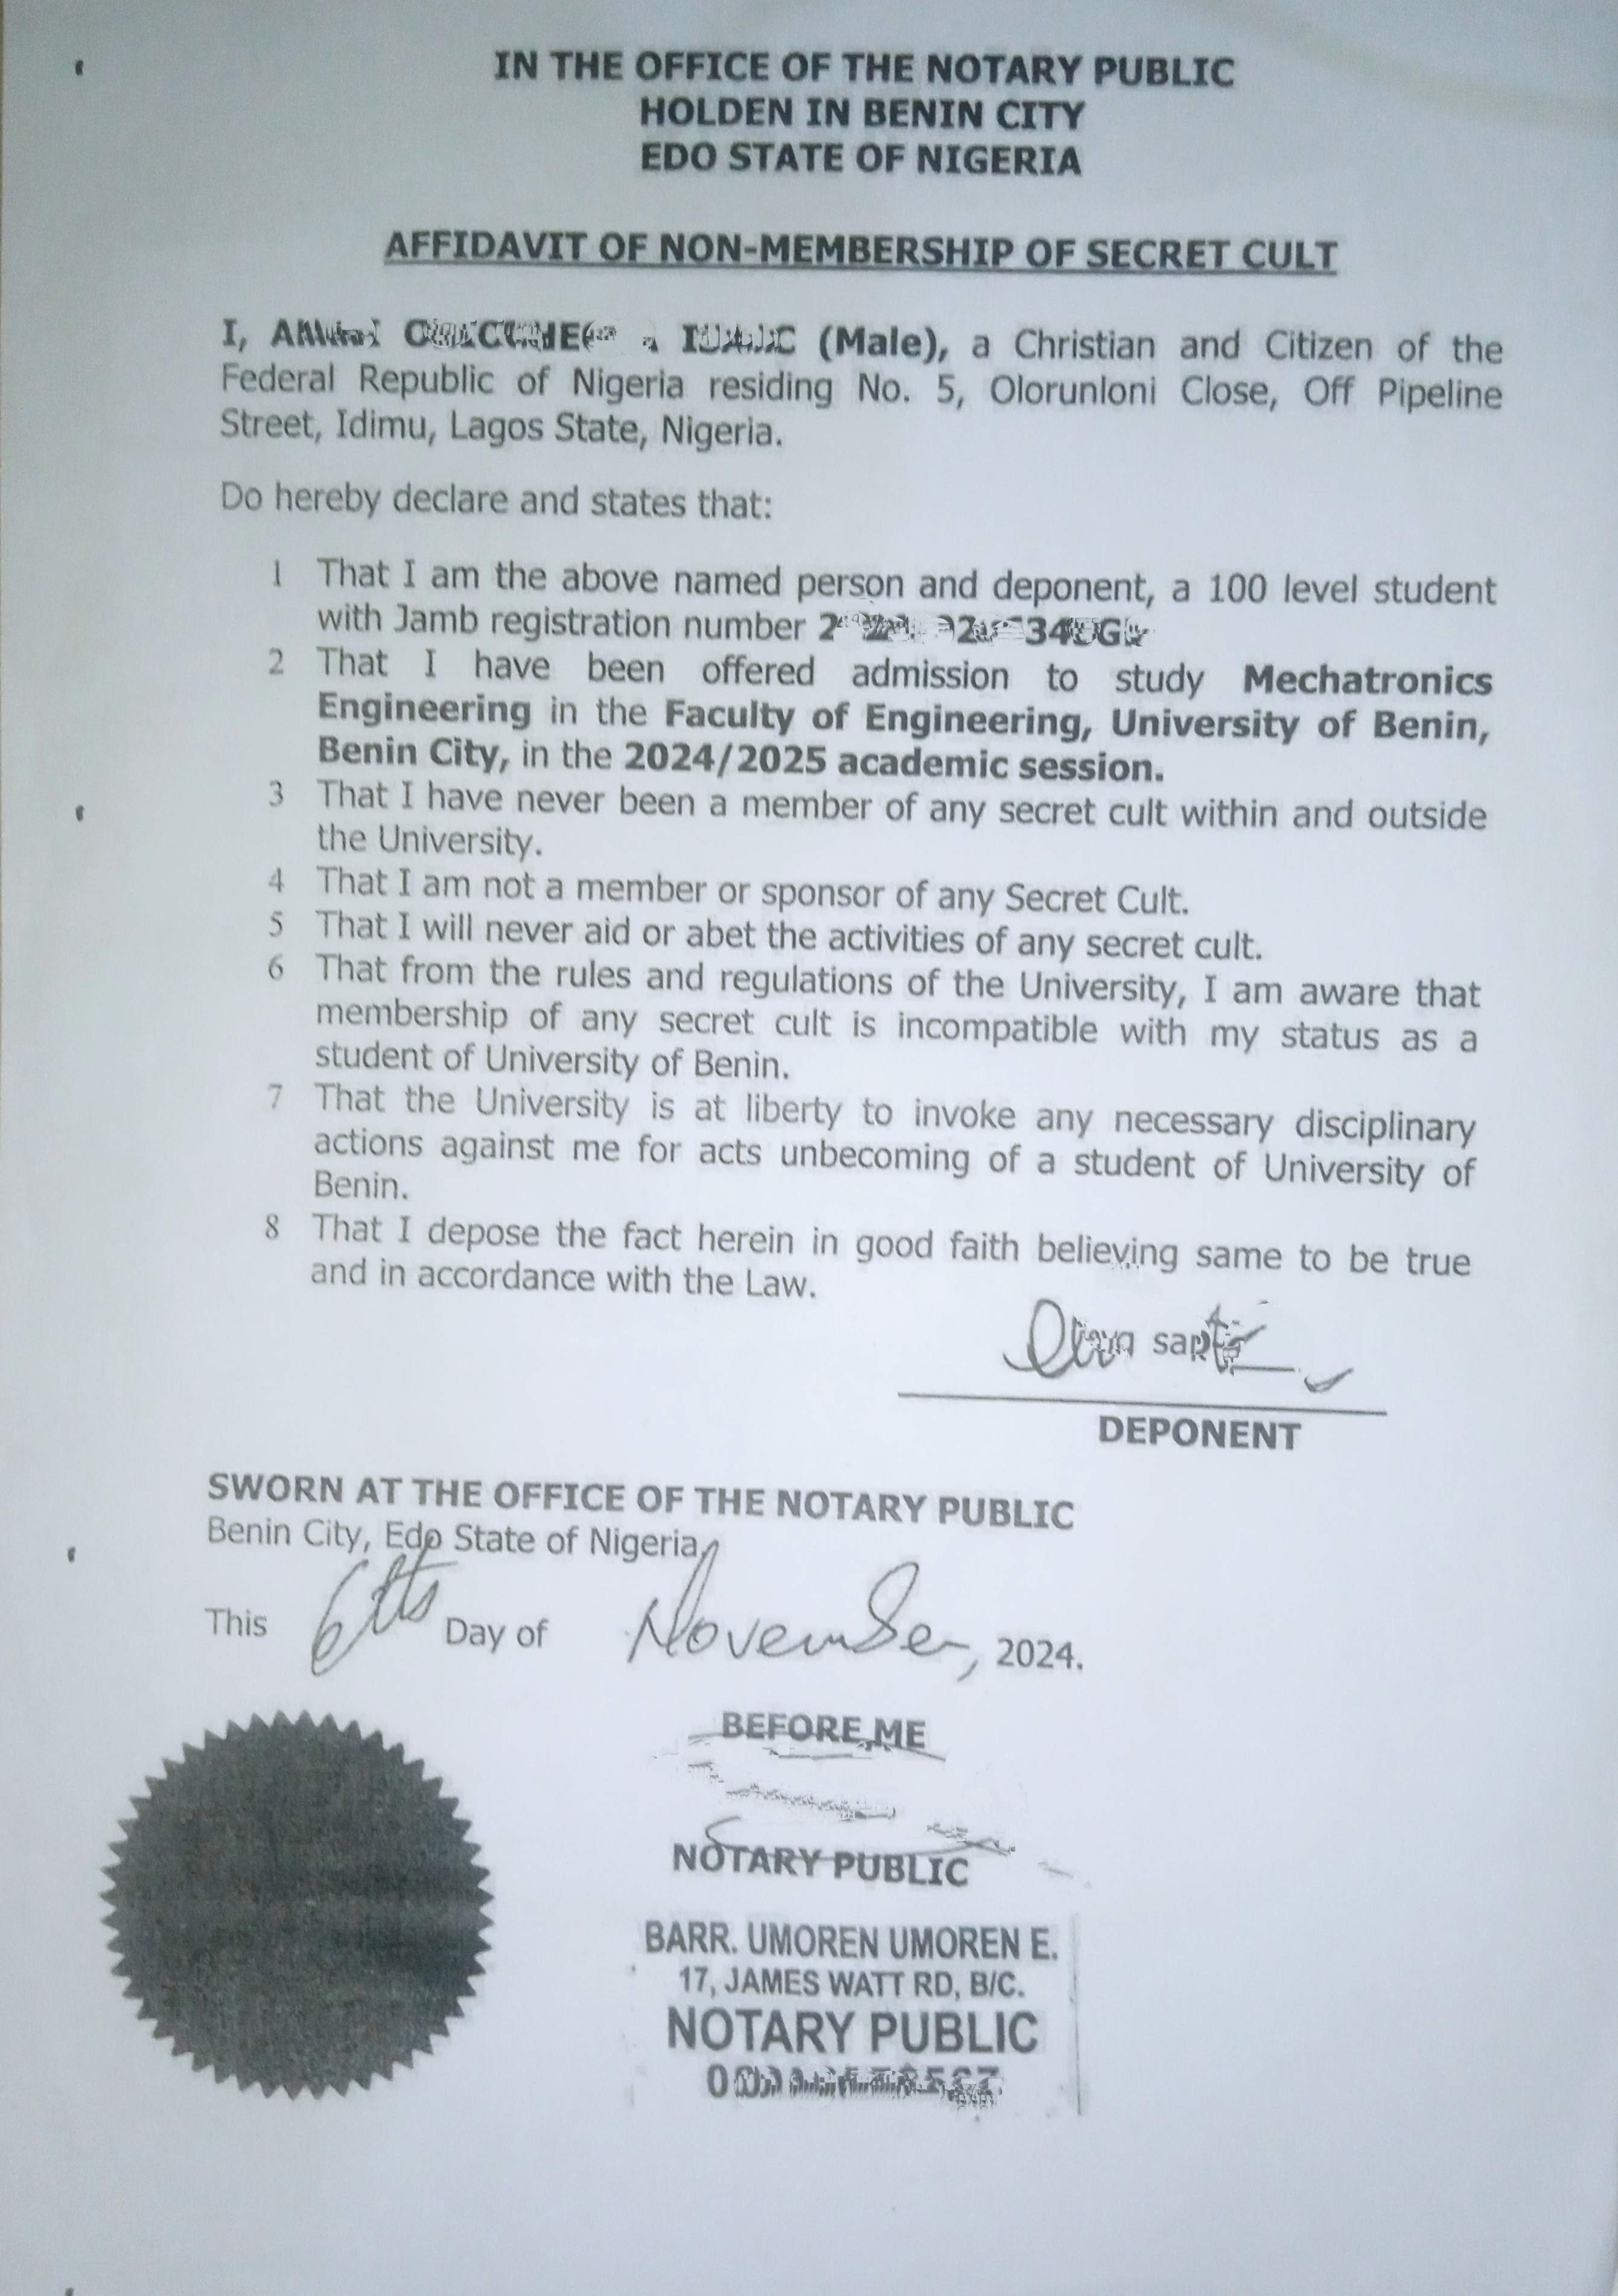 IN THE OFFICE OF THE NOTARY PUBLIC
HOLDEN IN BENIN CITY
EDO STATE OF NIGERIA
AFFIDAVIT OF NON-MEMBERSHIP OF SECRET CULT
I, (Male), a Christian and Citizen of the
Federal Republic of Nigeria residing No. 5, Olorunloni Close, Off Pipeline
Street, Idimu, Lagos State, Nigeria.
Do hereby declare and states that:
1 That I am the above named person and deponent, a 100 level student
with Jamb registration number
2 That I have been offered admission to study Mechatronics
Engineering in the Faculty of Engineering, University of Benin,
Benin City, in the 2024/2025 academic session.
3 That I have never been a member of any secret cult within and outside
the University.
4 That I am not a member or sponsor of any Secret Cult.
5 That I will never aid or abet the activities of any secret cult.
6 That from the rules and regulations of the University, I am aware that
membership of any secret cult is incompatible with my status as a
student of University of Benin.
7 That the University is at liberty to invoke any necessary disciplinary
actions against me for acts unbecoming of a student of University of
Benin.
8 That I depose the fact herein in good faith believing same to be true
and in accordance with the Law.
DEPONENT
SWORN AT THE OFFICE OF THE NOTARY PUBLIC
Benin City, Edo State of Nigeria
This 6th Day of November, 2024.
BEFORE ME
NOTARY PUBLIC
BARR. UMOREN UMOREN E.
17, JAMES WATT RD, B/C.
NOTARY PUBLIC